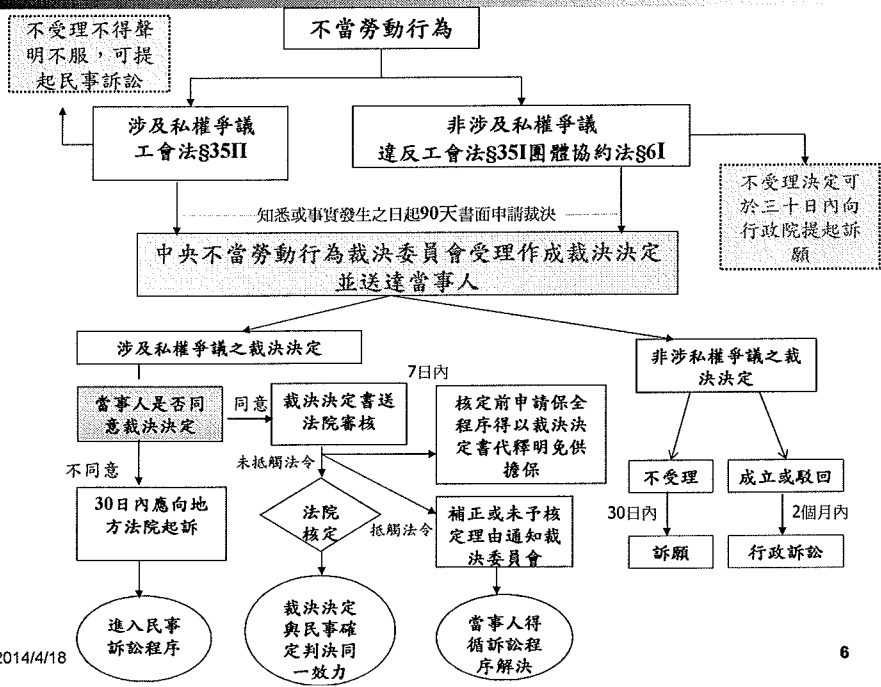 不當勞動行為
不受理不得聲
明不服，可提
起民事訴訟
涉及私權爭議
工會法§35II
非涉及私權爭議
違反工會法§35I團體協約法§6I
不受理決定可
於三十日內向
行政院提起訴
願
知悉或事實發生之日起90天書面申請裁決
中央不當勞動行為裁決委員會受理作成裁決決定
並送達當事人
涉及私權爭議之裁決決定
非涉私權爭議之裁
決決定
當事人是否同
意裁決決定
同意
裁決決定書送
法院審核
7日內
核定前申請保全
程序得以裁決決
定書代釋明免供
擔保
不同意
30日內應向地
方法院起訴
未抵觸法令
法院
核定
抵觸法令
補正或未予核
定理由通知裁
決委員會
不受理
成立或駁回
30日內
2個月內
訴願
行政訴訟
進入民事
訴訟程序
裁決決定
與民事確
定判決同
一效力
當事人得
循訴訟程
序解決
2014/4/18
6